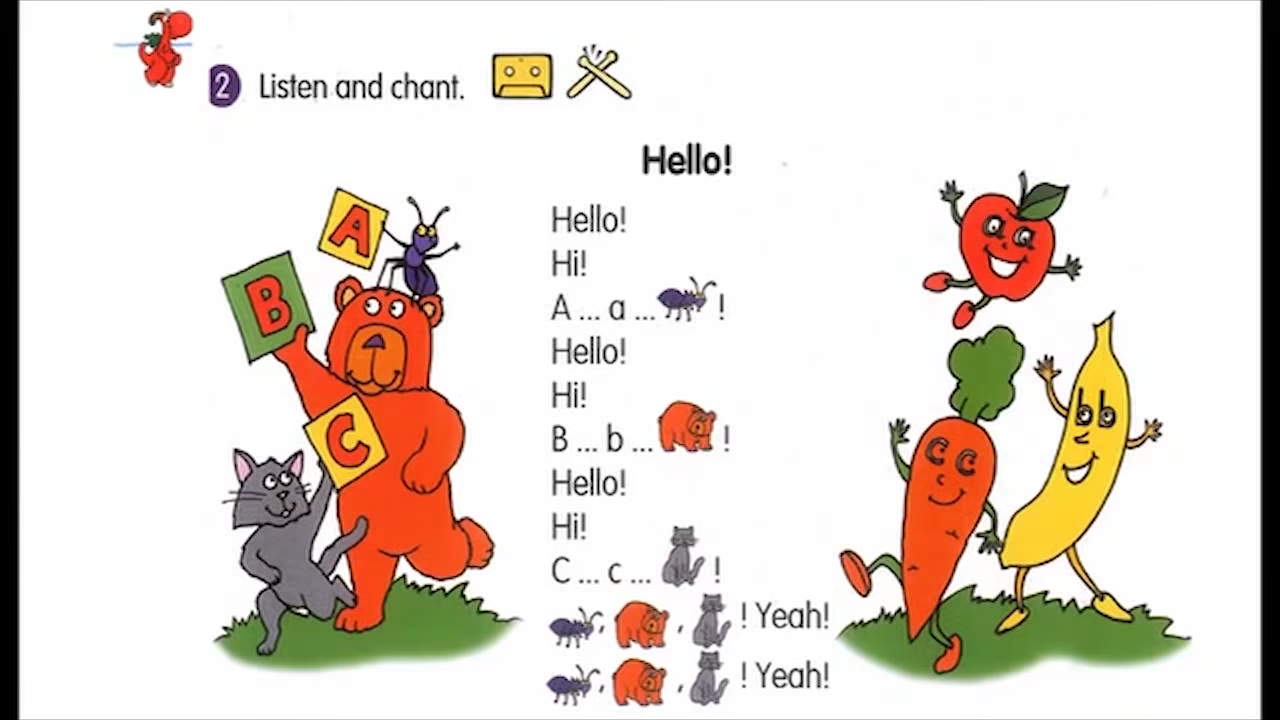 2 Listen and chant.
Hello!
A
B
C
Hello!
Hi!
A ... a ... !
Hello!
Hi!
B ... b ... !
Hello!
Hi!
C ... c ... !
, , ! Yeah!
, , ! Yeah!
a a
b b
c c